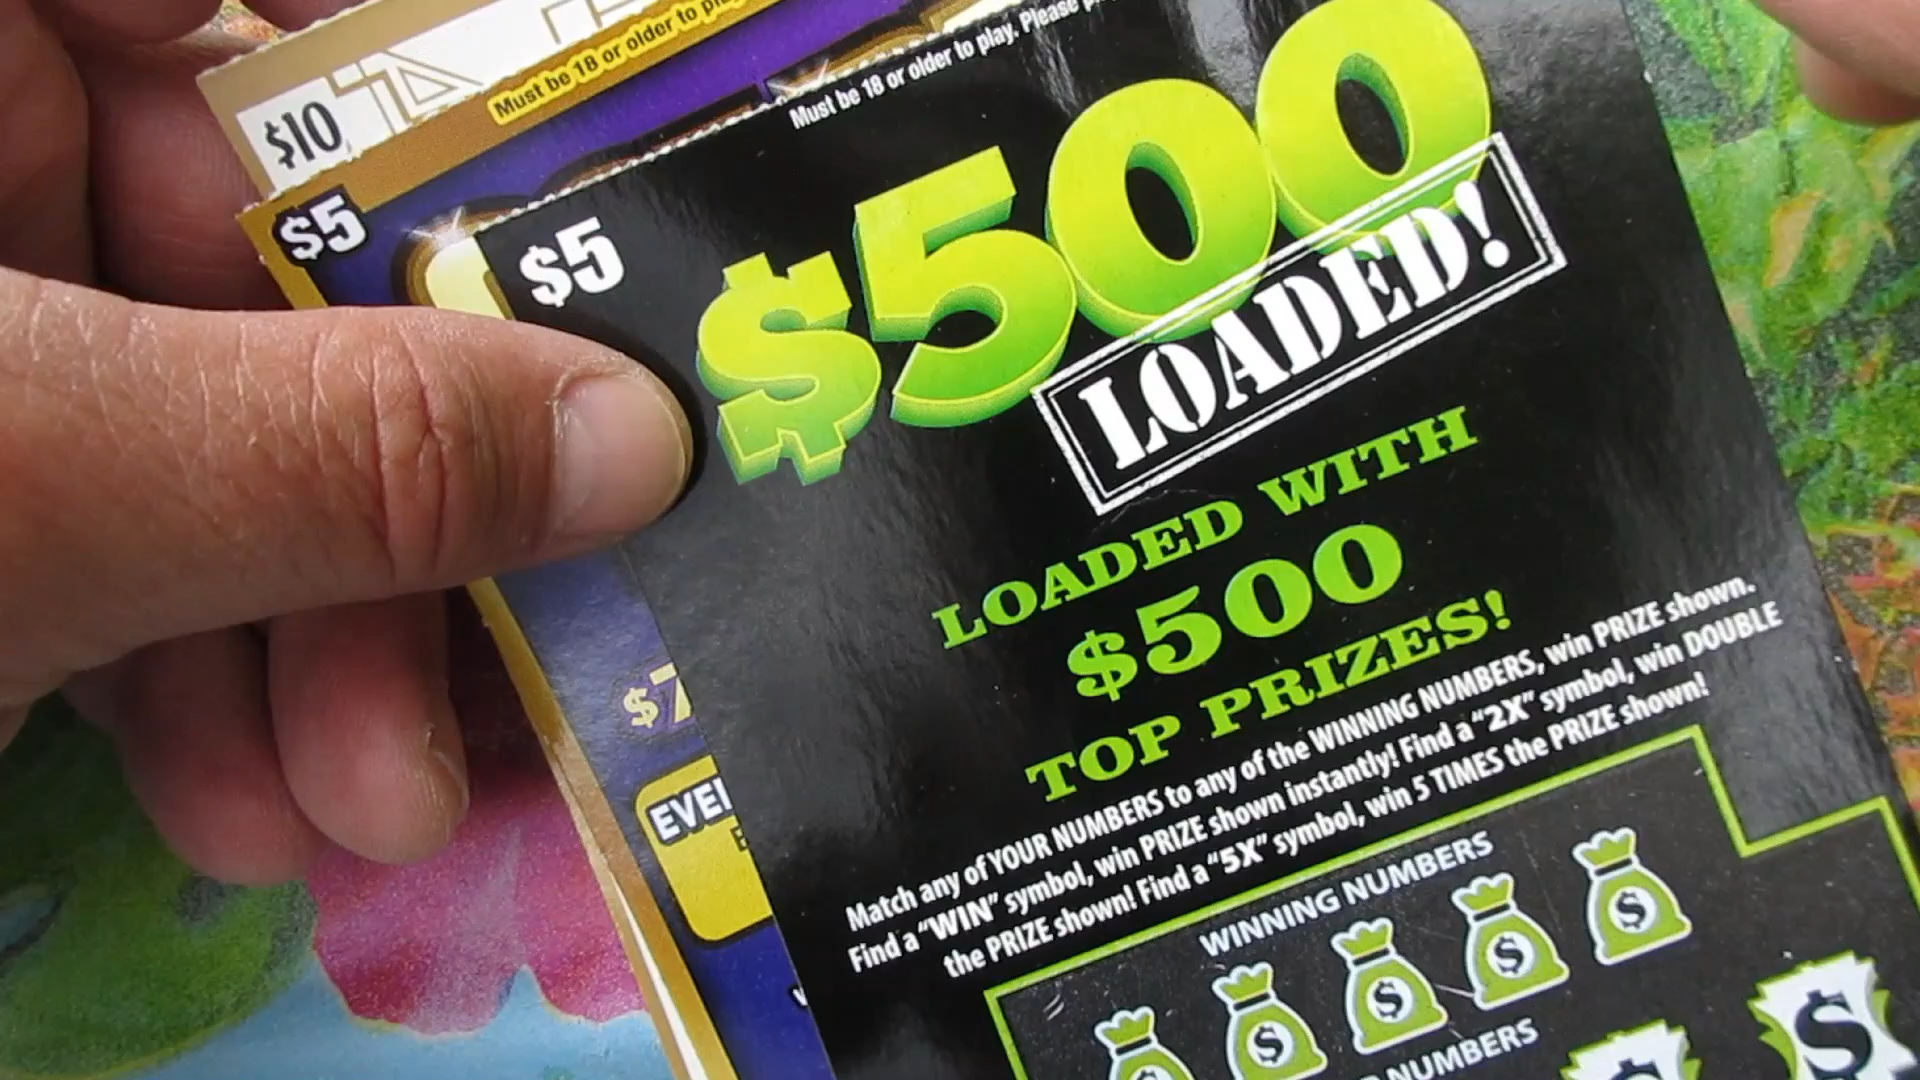 $10
Must be 18 or older to
$5
Must be 18 or older to play. Please
$5
$500
LOADED!
LOADED WITH
$500
TOP PRIZES!
Match any of YOUR NUMBERS to any of the WINNING NUMBERS, win PRIZE shown.
Find a "WIN" symbol, win PRIZE shown instantly! Find a "2X" symbol, win DOUBLE
the PRIZE shown! Find a "5X" symbol, win 5 TIMES the PRIZE shown!
WINNING NUMBERS
NUMBERS
$7